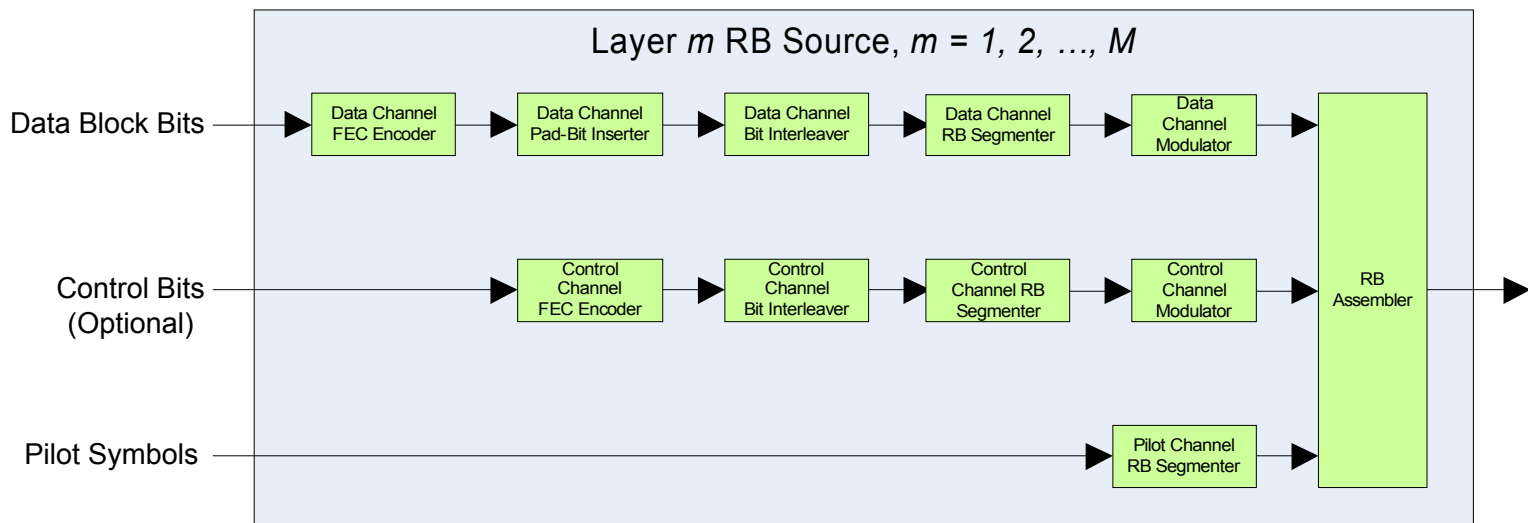 Layer m RB Source, m = 1, 2, …, M
Data Block Bits
Data Channel
FEC Encoder
Data Channel
Pad-Bit Inserter
Data Channel
Bit Interleaver
Data Channel
RB Segmenter
Data
Channel
Modulator
Control Bits
(Optional)
Control
Channel
FEC Encoder
Control
Channel
Bit Interleaver
Control
Channel RB
Segmenter
Control
Channel
Modulator
RB
Assembler
Pilot Symbols
Pilot Channel
RB Segmenter